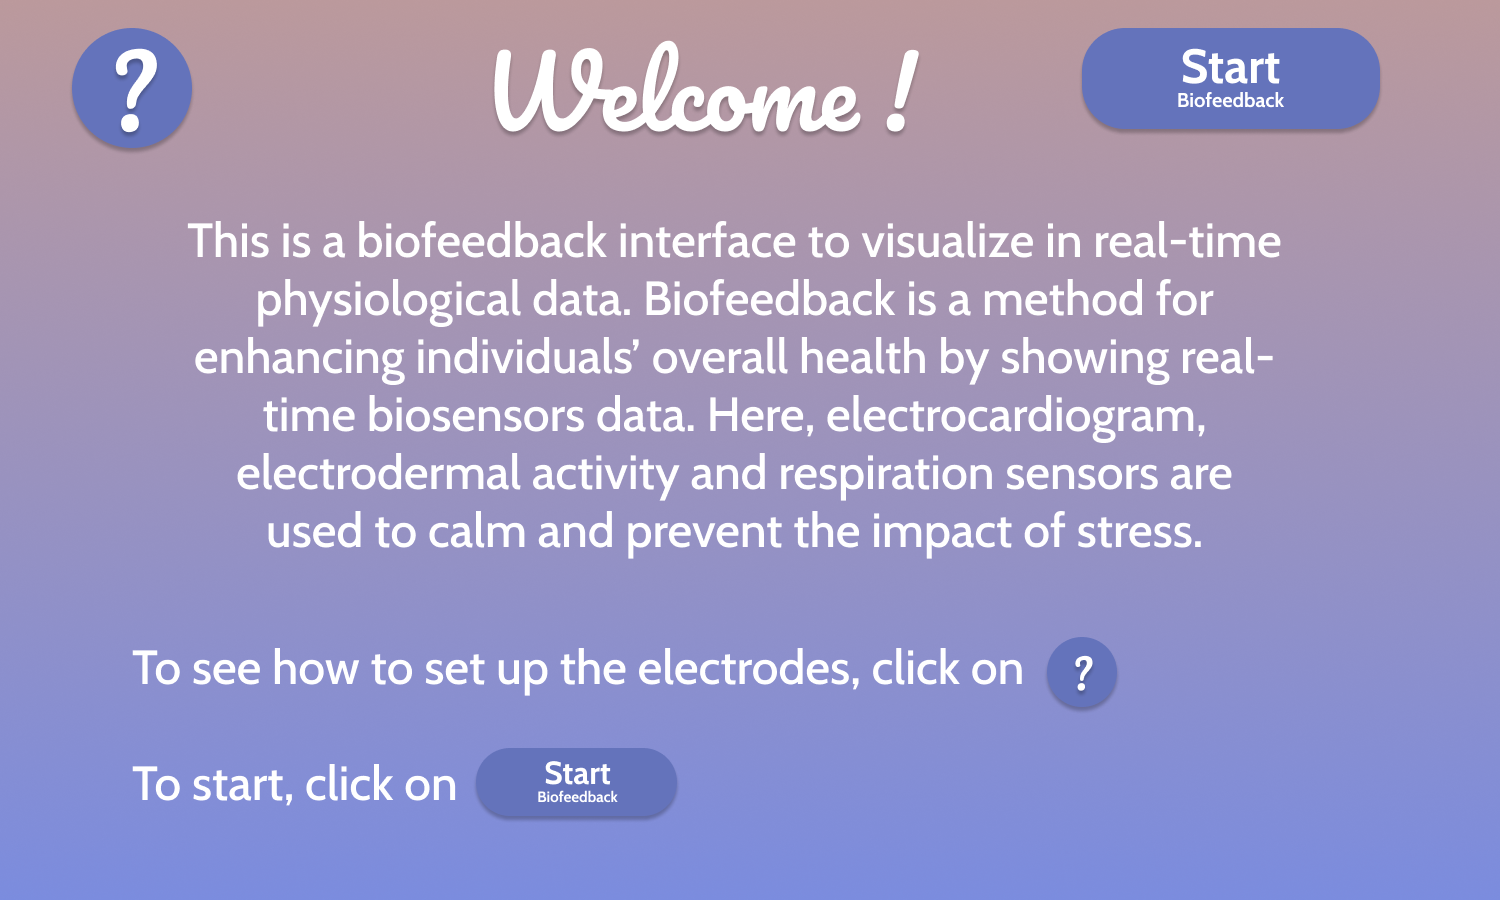 ?
Welcome !
Start
Biofeedback
This is a biofeedback interface to visualize in real-time
physiological data. Biofeedback is a method for
enhancing individuals’ overall health by showing real-
time biosensors data. Here, electrocardiogram,
electrodermal activity and respiration sensors are
used to calm and prevent the impact of stress.
To see how to set up the electrodes, click on ?
To start, click on Start
Biofeedback